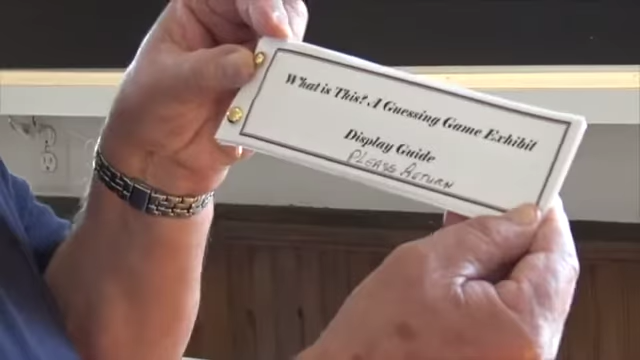 What is This? A Guessing Game Exhibit
Display Guide
PLEASE RETURN